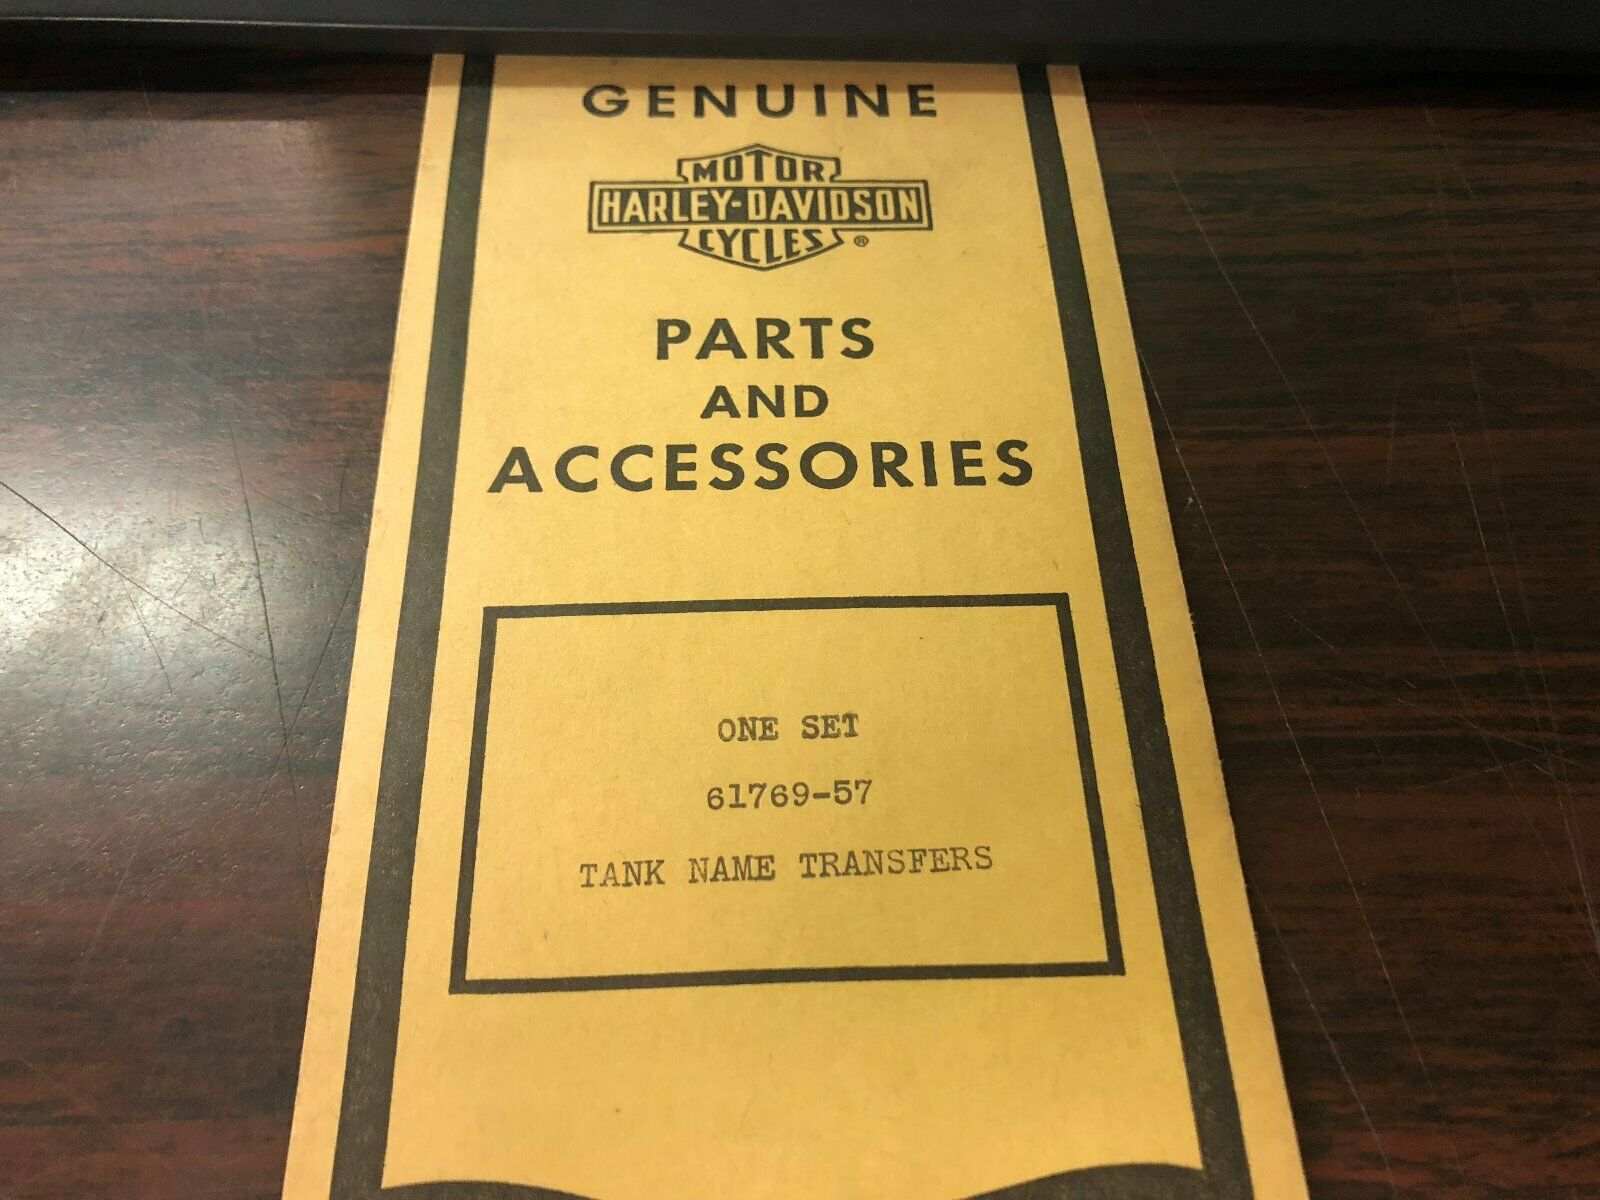 GENUINE
MOTOR
HARLEY-DAVIDSON
CYCLES ®
PARTS
AND
ACCESSORIES
ONE SET
61769-57
TANK NAME TRANSFERS